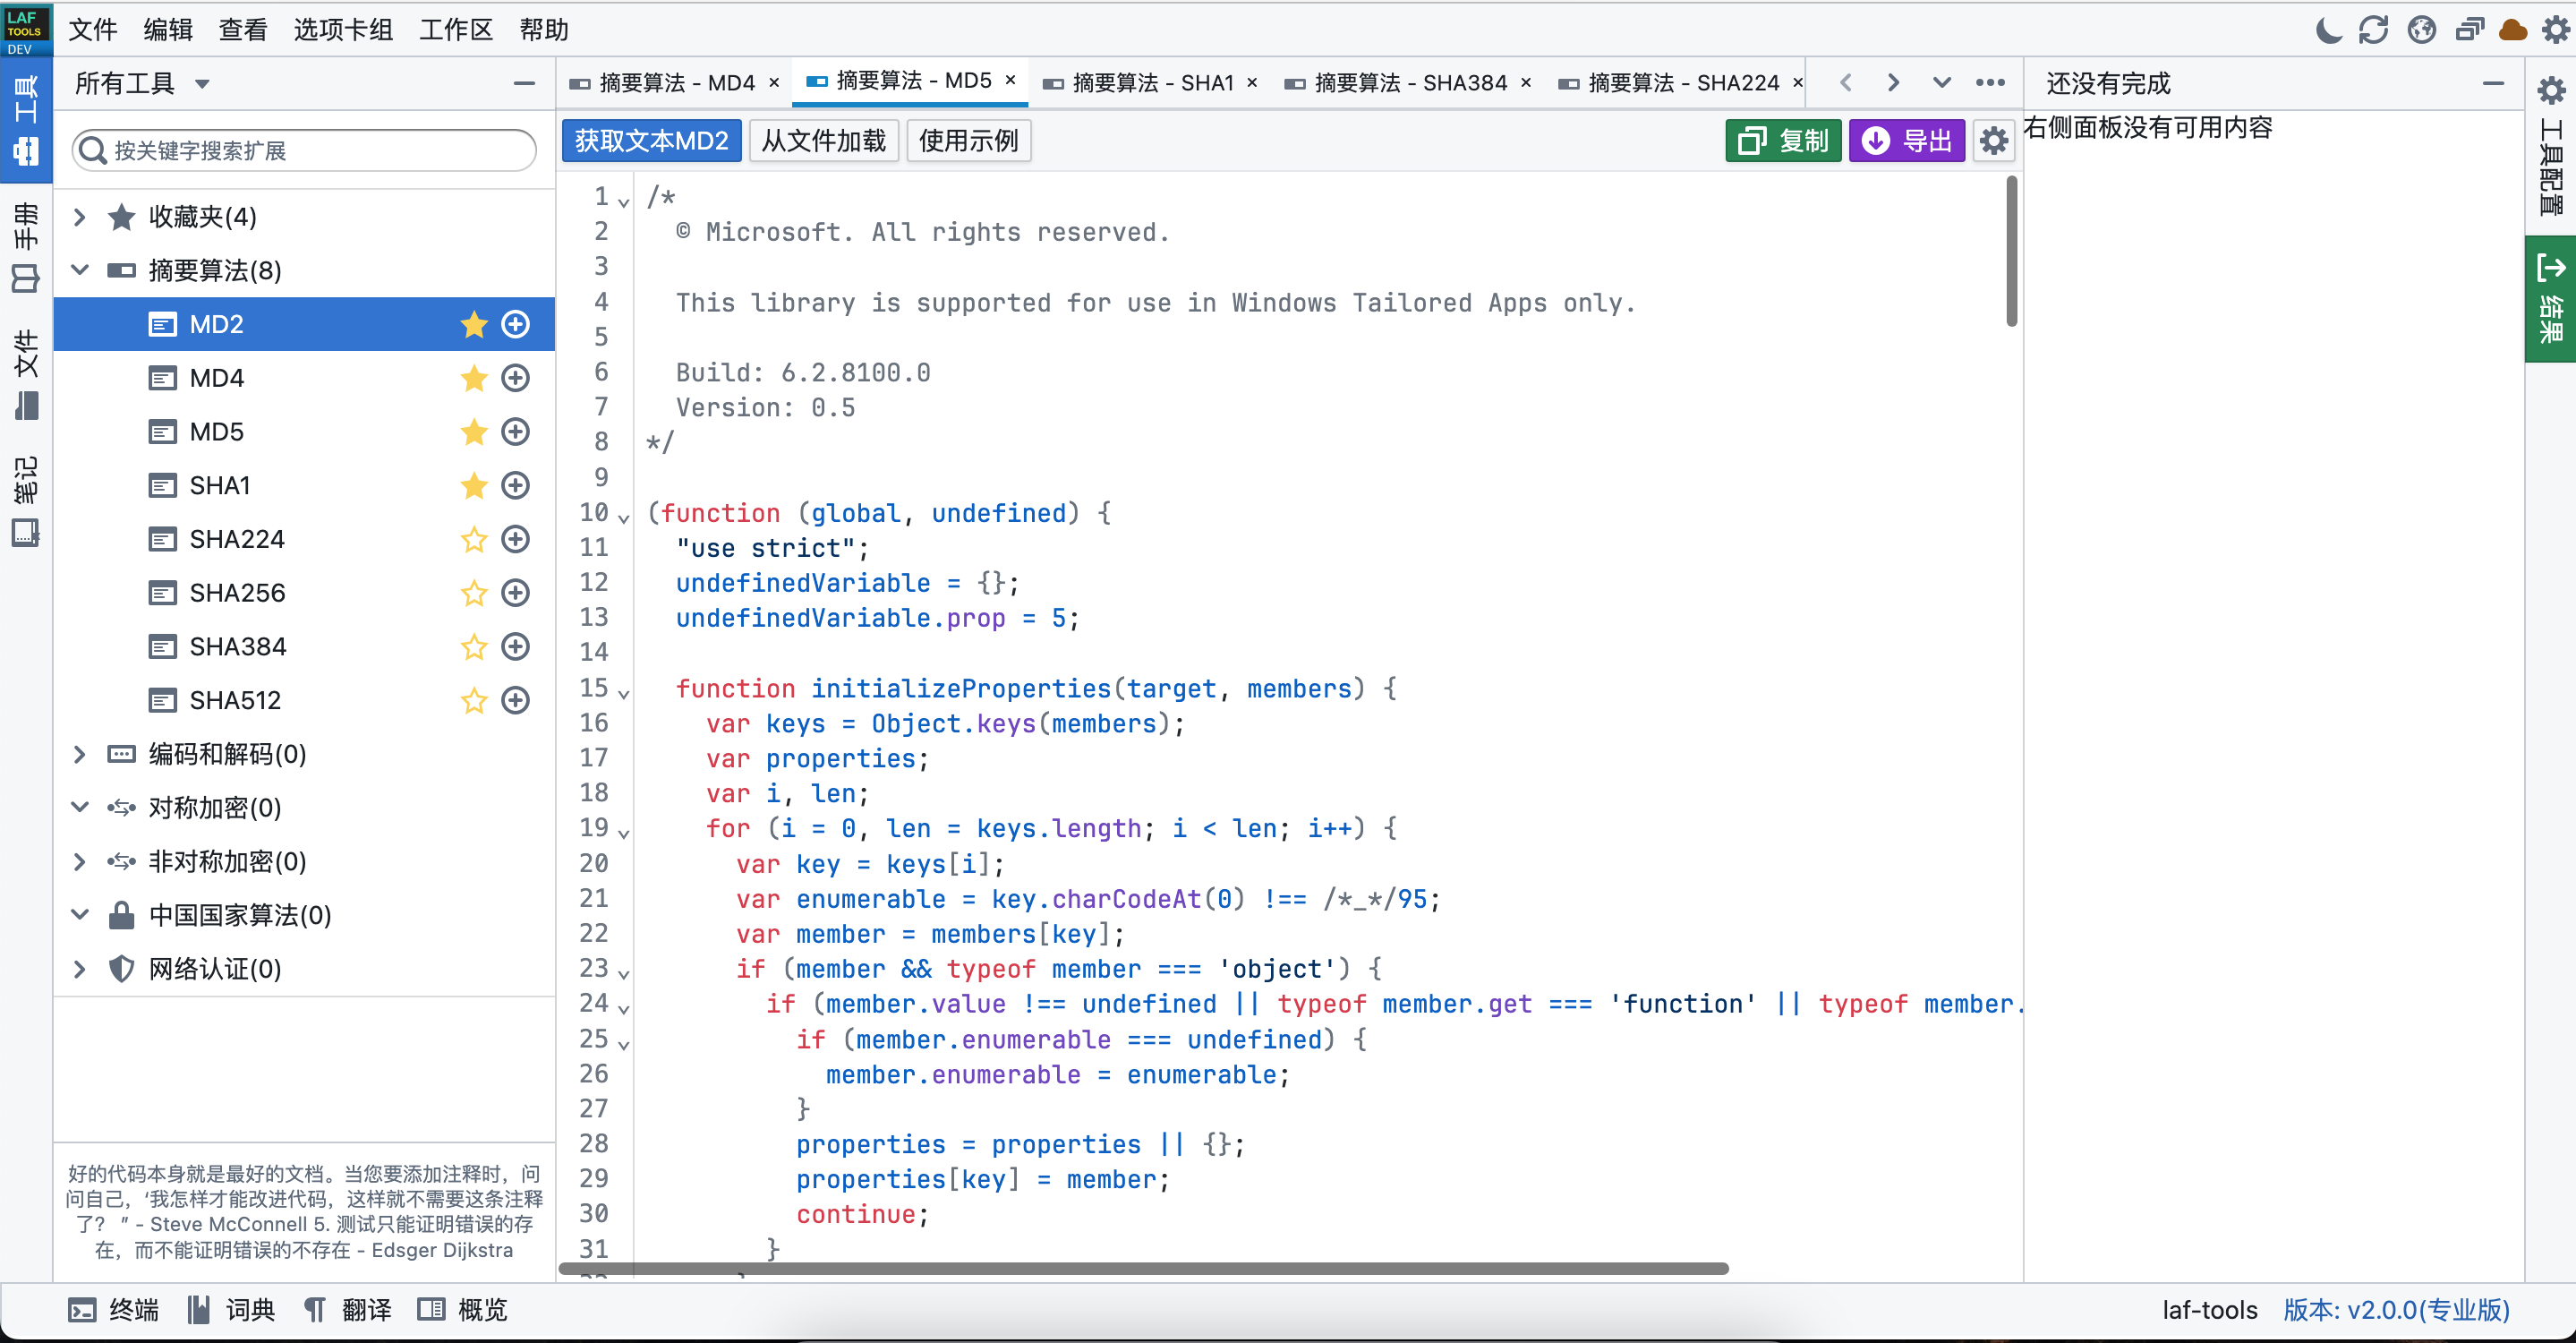 LAF
TOOLS
DEV
文件 编辑 查看 选项卡组 工作区 帮助
工具
手册
文件
笔记
所有工具
按关键字搜索扩展
收藏夹(4)
摘要算法(8)
MD2
MD4
MD5
SHA1
SHA224
SHA256
SHA384
SHA512
编码和解码(0)
对称加密(0)
非对称加密(0)
中国国家算法(0)
网络认证(0)
好的代码本身就是最好的文档。当您要添加注释时，问
问自己，‘我怎样才能改进代码，这样就不需要这条注释
了？ ” - Steve McConnell 5. 测试只能证明错误的存
在，而不能证明错误的不存在 - Edsger Dijkstra
摘要算法 - MD4 × 摘要算法 - MD5 × 摘要算法 - SHA1 × 摘要算法 - SHA384 × 摘要算法 - SHA224 ×
获取文本MD2 从文件加载 使用示例 复制 导出
1 /*
2 © Microsoft. All rights reserved.
3
4 This library is supported for use in Windows Tailored Apps only.
5
6 Build: 6.2.8100.0
7 Version: 0.5
8 */
9
10 (function (global, undefined) {
11 "use strict";
12 undefinedVariable = {};
13 undefinedVariable.prop = 5;
14
15 function initializeProperties(target, members) {
16 var keys = Object.keys(members);
17 var properties;
18 var i, len;
19 for (i = 0, len = keys.length; i < len; i++) {
20 var key = keys[i];
21 var enumerable = key.charCodeAt(0) !== /*_*/95;
22 var member = members[key];
23 if (member && typeof member === 'object') {
24 if (member.value !== undefined || typeof member.get === 'function' || typeof member.
25 if (member.enumerable === undefined) {
26 member.enumerable = enumerable;
27 }
28 properties = properties || {};
29 properties[key] = member;
30 continue;
31 }
还没有完成
右侧面板没有可用内容
工具配置
结果
终端 词典 翻译 概览
laf-tools 版本: v2.0.0(专业版)